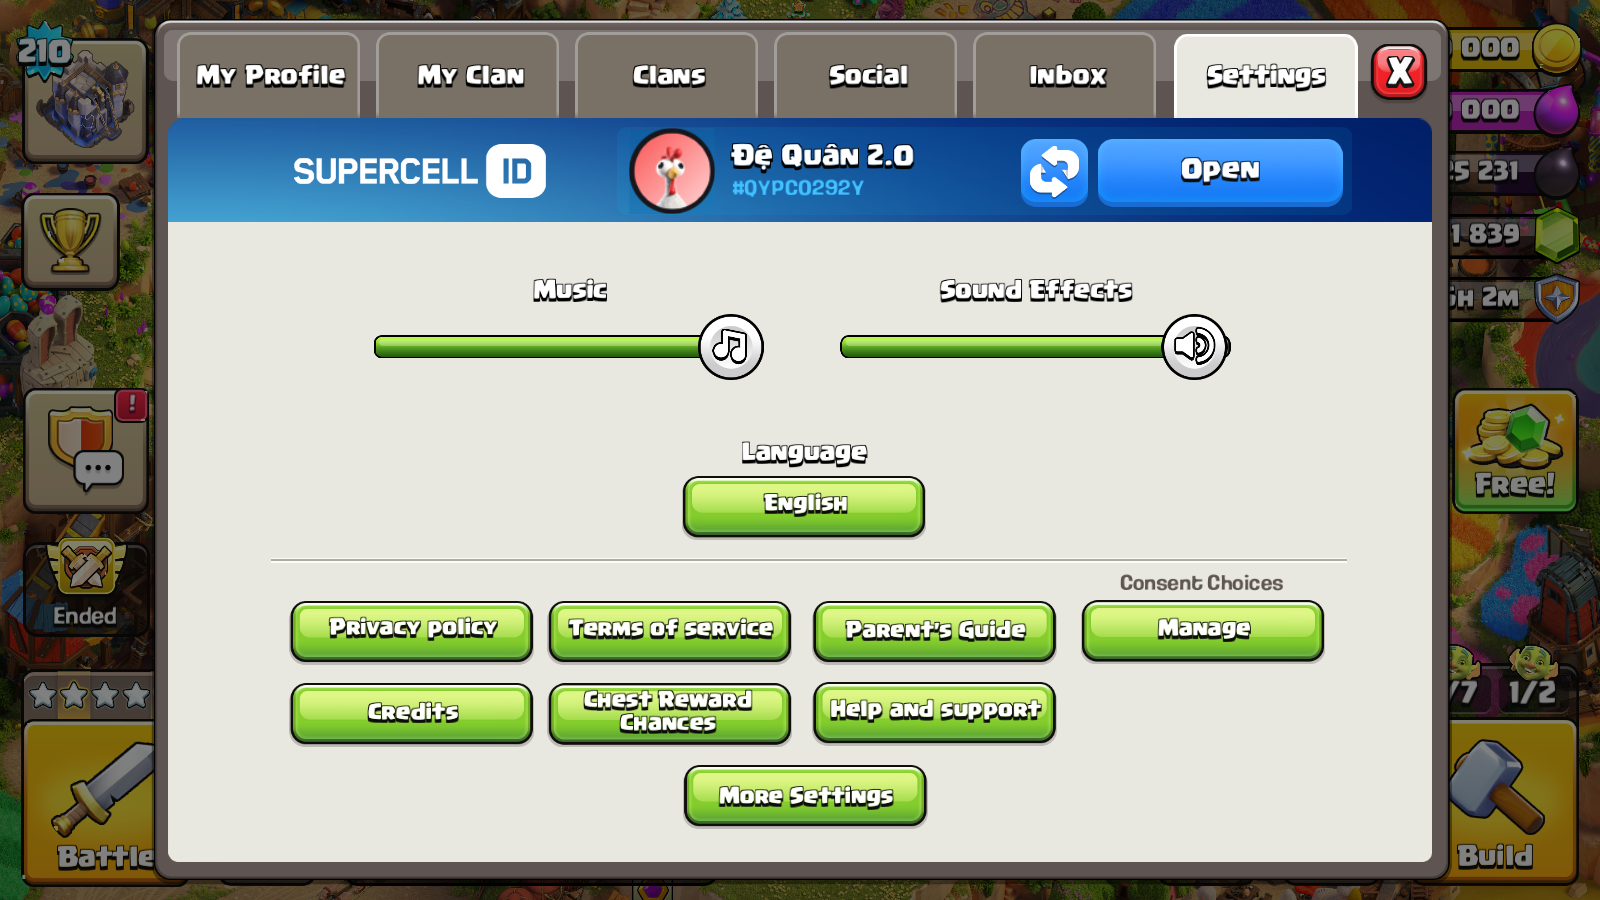 210
My Profile
My Clan
Clans
Social
Inbox
Settings
X
000
000
5 231
1 839
H 2M
SUPERCELL ID
Đệ Quân 2.0
#QYPC0292Y
Open
Music
Sound Effects
Language
English
!
Free!
Ended
Consent Choices
Privacy policy
Terms of service
Parent's Guide
Manage
Credits
Chest Reward
Chances
Help and support
/7
1/2
More Settings
Battle
Build